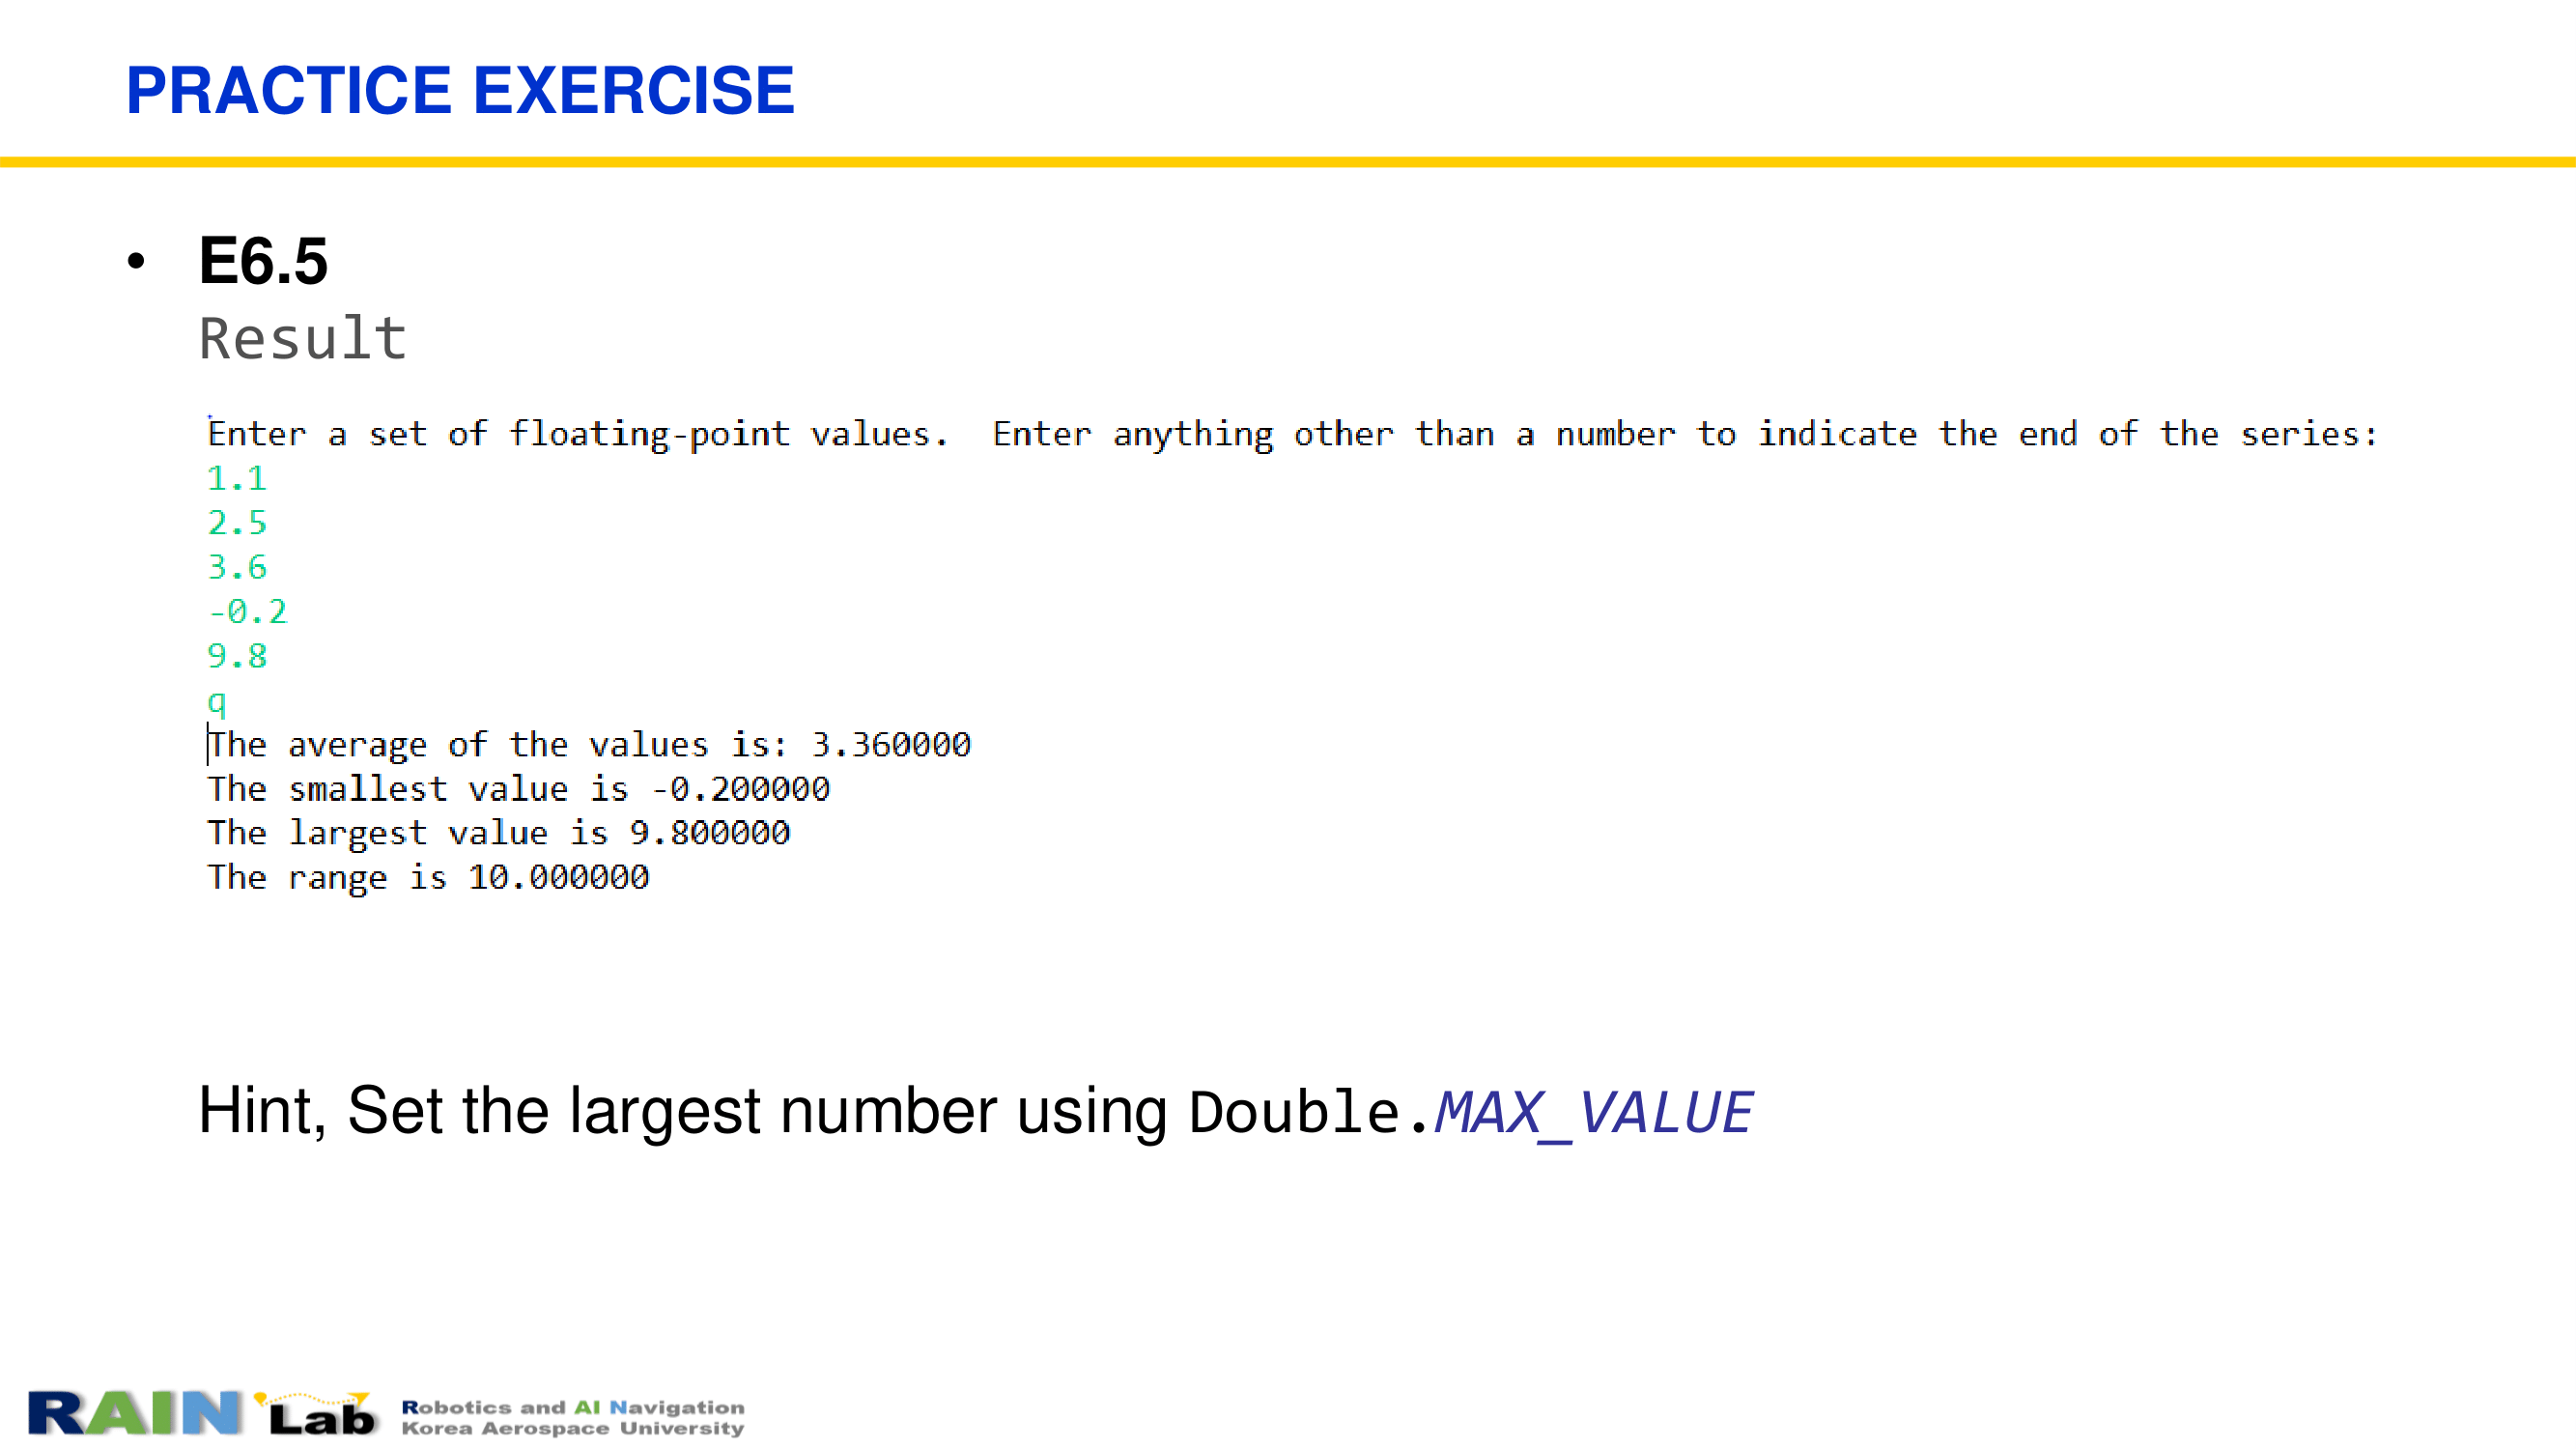 PRACTICE EXERCISE
• E6.5
Result
Enter a set of floating-point values.  Enter anything other than a number to indicate the end of the series:
1.1
2.5
3.6
-0.2
9.8
q
The average of the values is: 3.360000
The smallest value is -0.200000
The largest value is 9.800000
The range is 10.000000
Hint, Set the largest number using Double.MAX_VALUE
RAIN Lab
Robotics and AI Navigation
Korea Aerospace University